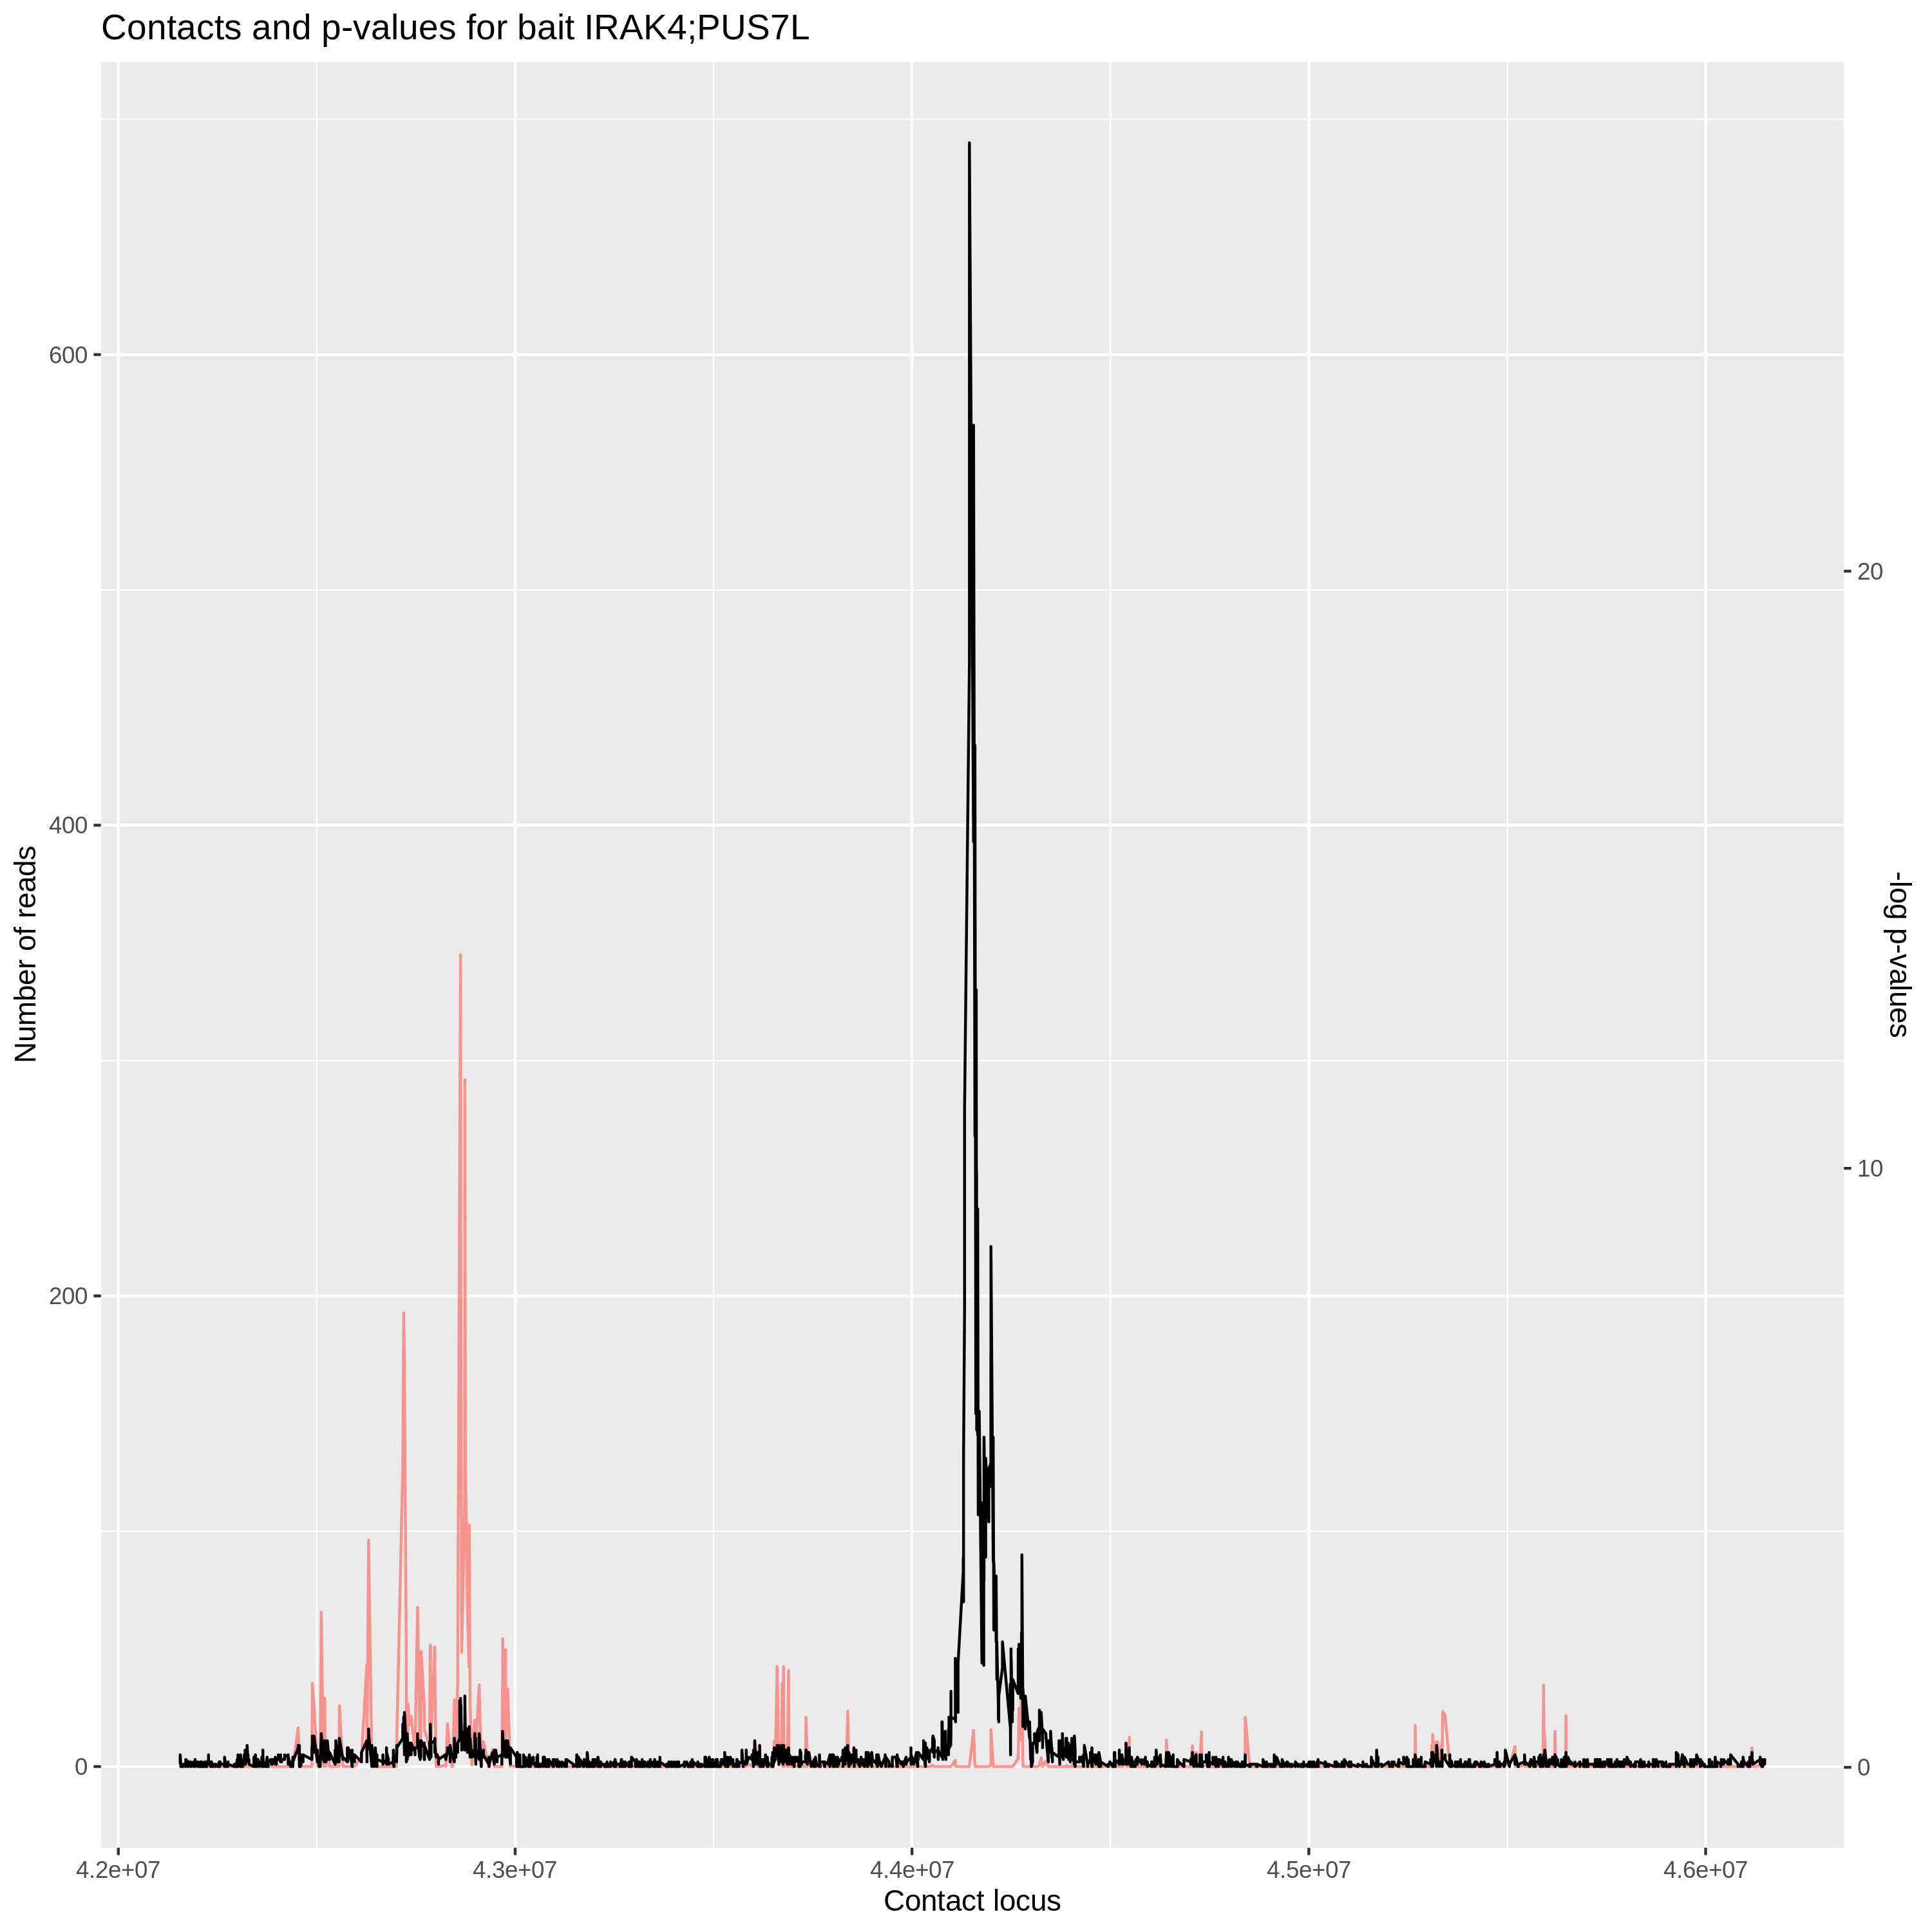 Contacts and p-values for bait IRAK4;PUS7L
600
400
200
0
Number of reads
20
10
0
-log p-values
4.2e+07
4.3e+07
4.4e+07
4.5e+07
4.6e+07
Contact locus